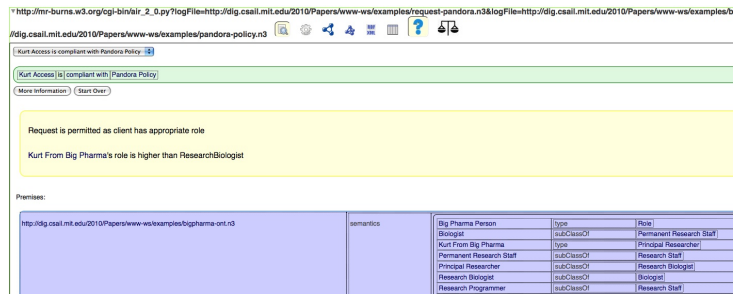 http://mr-burns.w3.org/cgi-bin/air_2_0.py?logFile=http://dig.csail.mit.edu/2010/Papers/www-ws/examples/request-pandora.n3&logFile=http://dig.csail.mit.edu/2010/Papers/www-ws/examples/b
//dig.csail.mit.edu/2010/Papers/www-ws/examples/pandora-policy.n3
Kurt Access is compliant with Pandora Policy
Kurt Access is compliant with Pandora Policy
More Information Start Over
Request is permitted as client has appropriate role
Kurt From Big Pharma's role is higher than ResearchBiologist
Premises:
http://dig.csail.mit.edu/2010/Papers/www-ws/examples/bigpharma-ont.n3 semantics Big Pharma Person type Role
Biologist subClassOf Permanent Research Staff
Kurt From Big Pharma type Principal Researcher
Permanent Research Staff subClassOf Research Staff
Principal Researcher subClassOf Research Biologist
Research Biologist subClassOf Biologist
Research Programmer subClassOf Research Staff